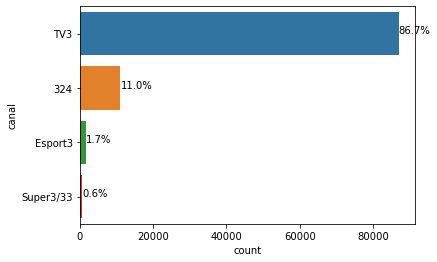 TV3
86.7%
324
11.0%
canal
Esport3
1.7%
Super3/33
0.6%
0 20000 40000 60000 80000
count